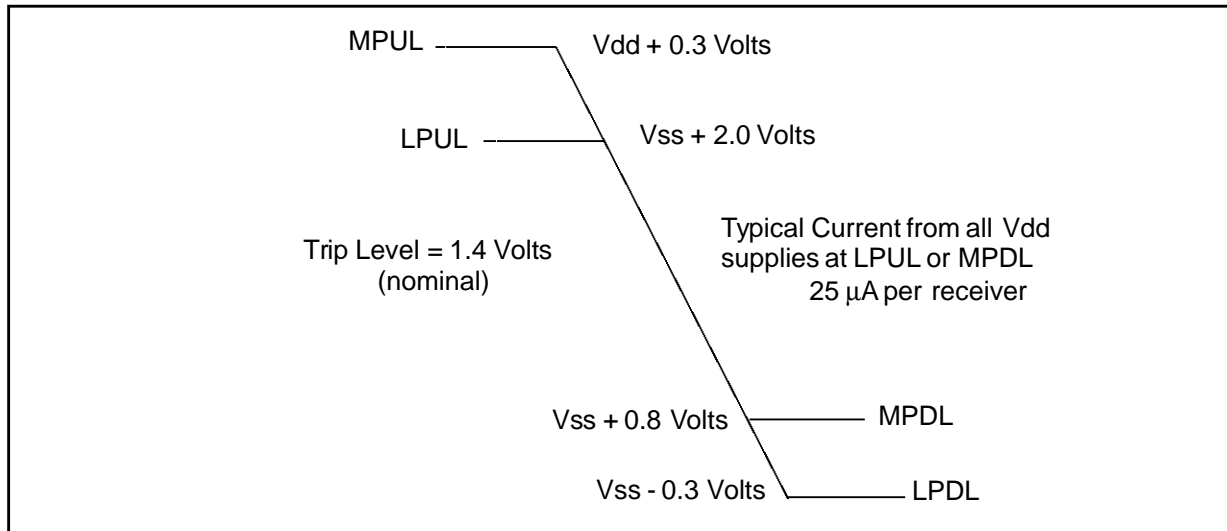 MPUL Vdd + 0.3 Volts
LPUL Vss + 2.0 Volts
Typical Current from all Vdd
supplies at LPUL or MPDL
25 µA per receiver
Trip Level = 1.4 Volts
(nominal)
Vss + 0.8 Volts MPDL
Vss - 0.3 Volts LPDL